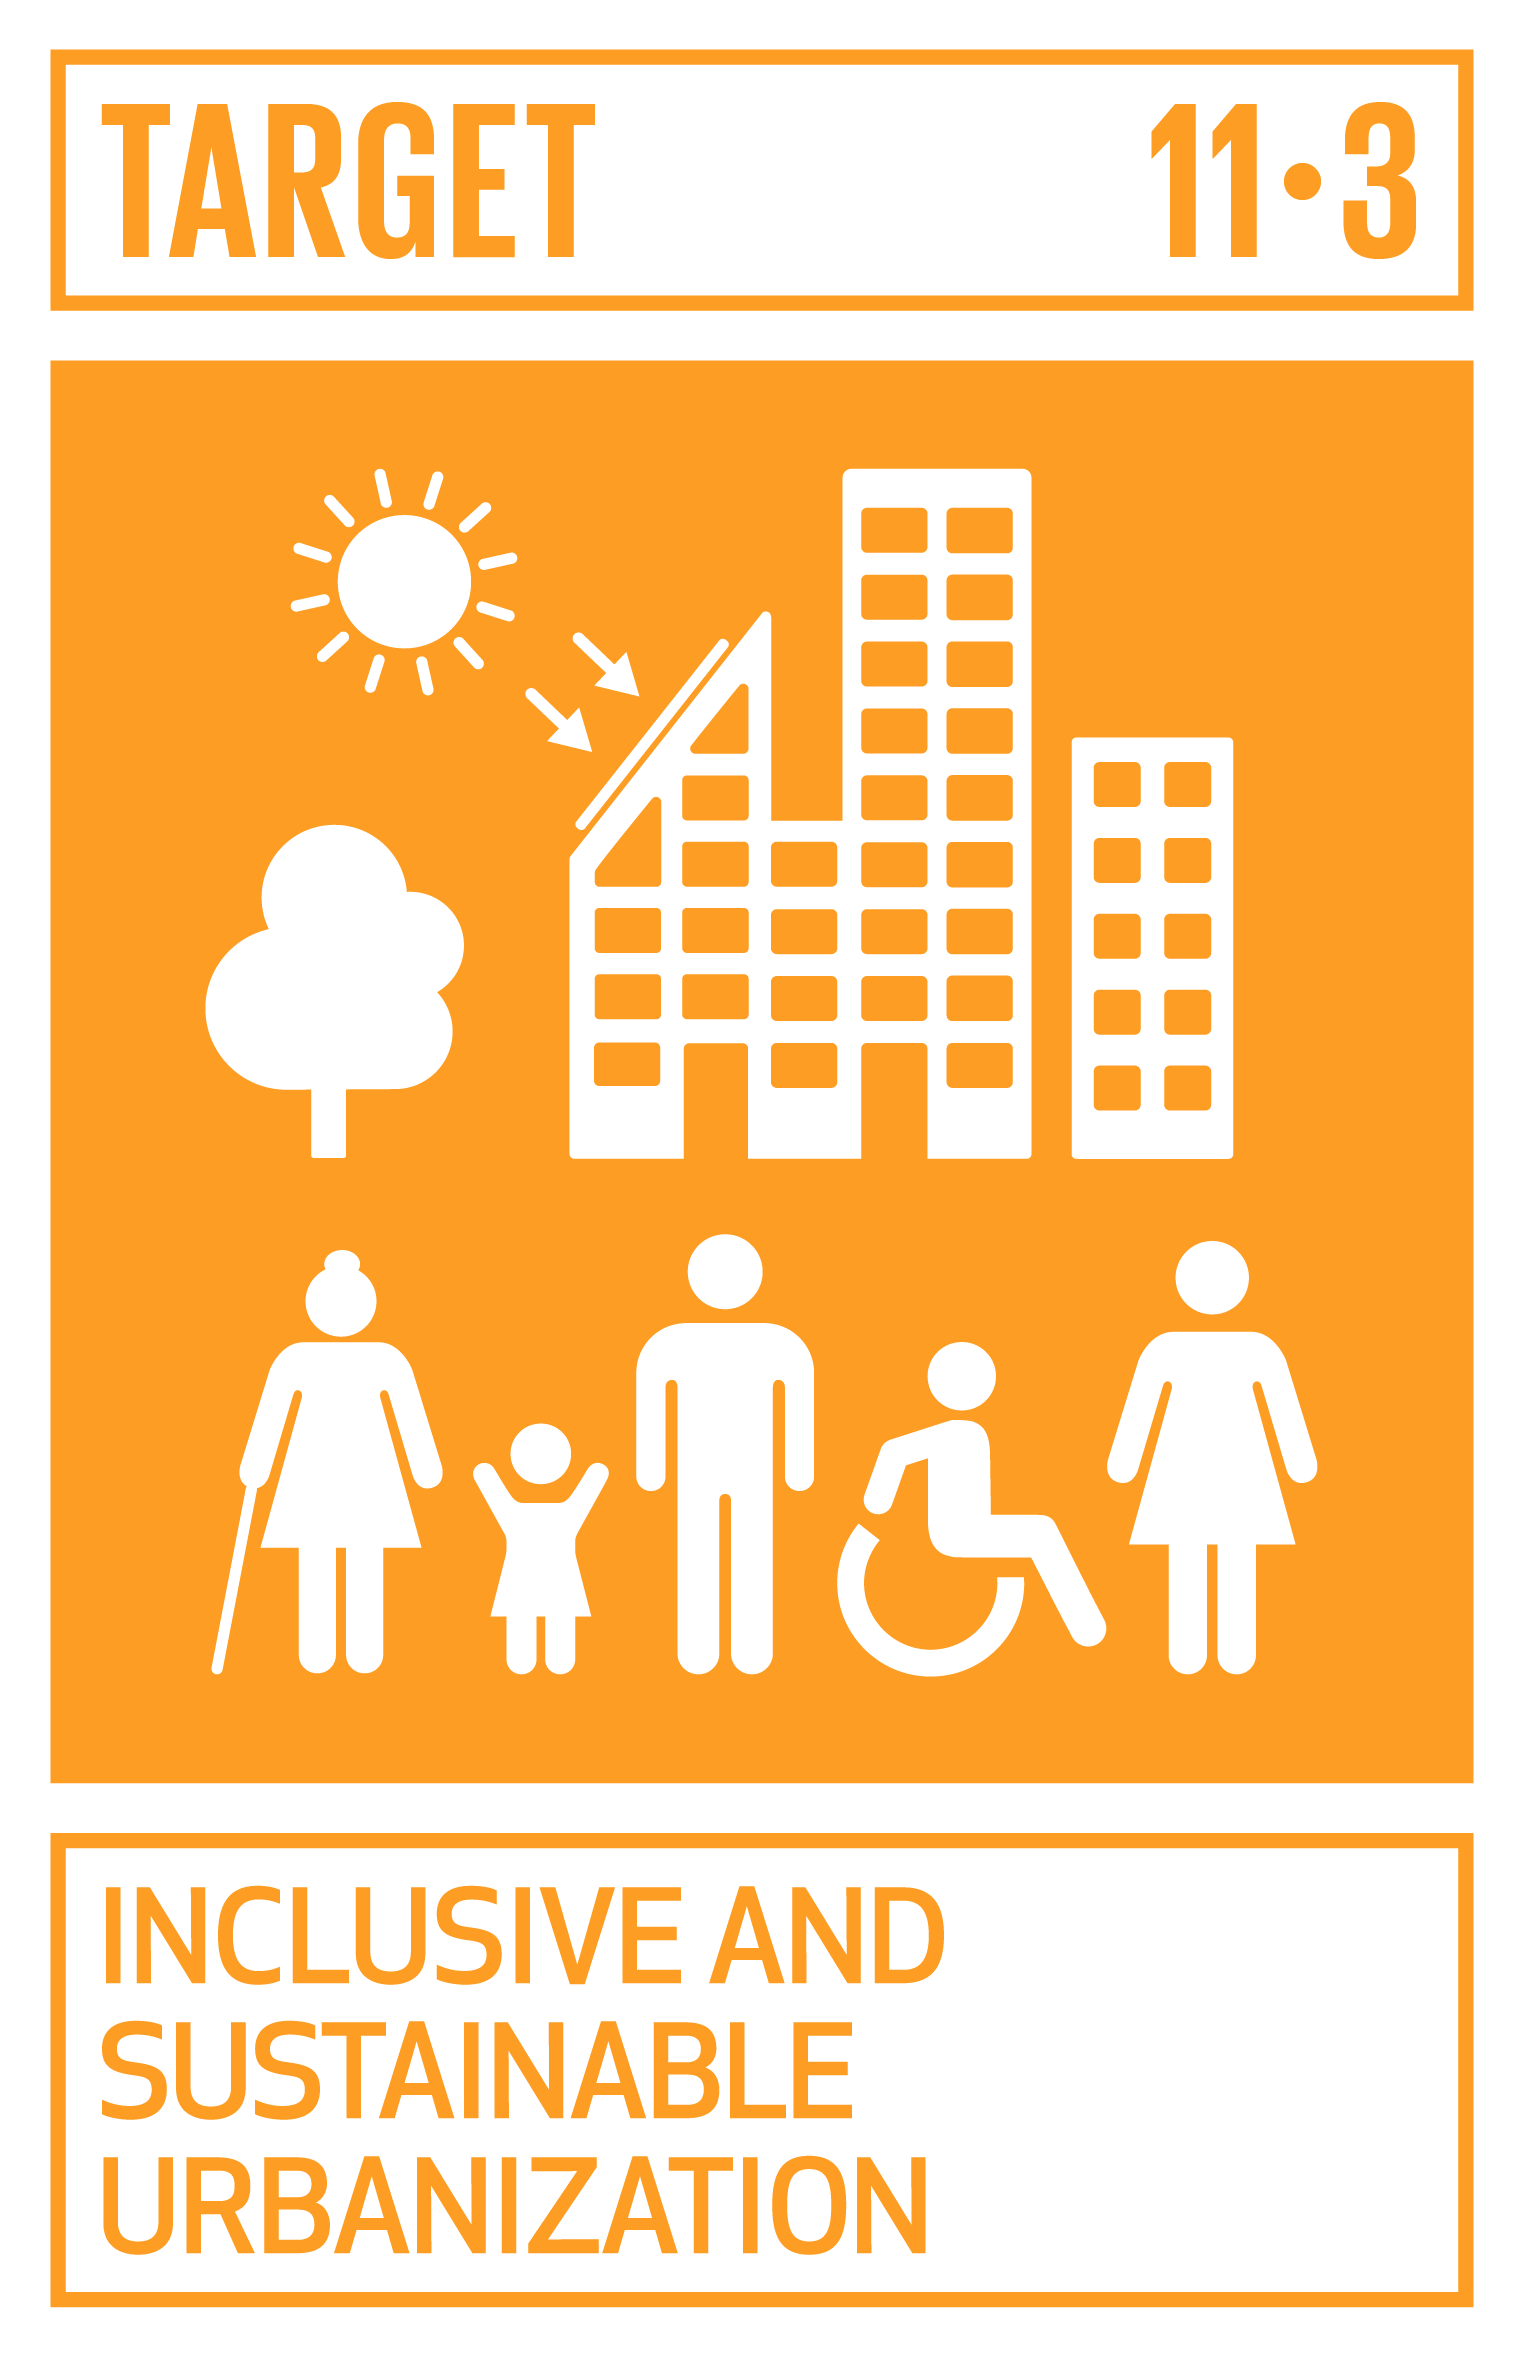 TARGET 11·3
INCLUSIVE AND
SUSTAINABLE
URBANIZATION